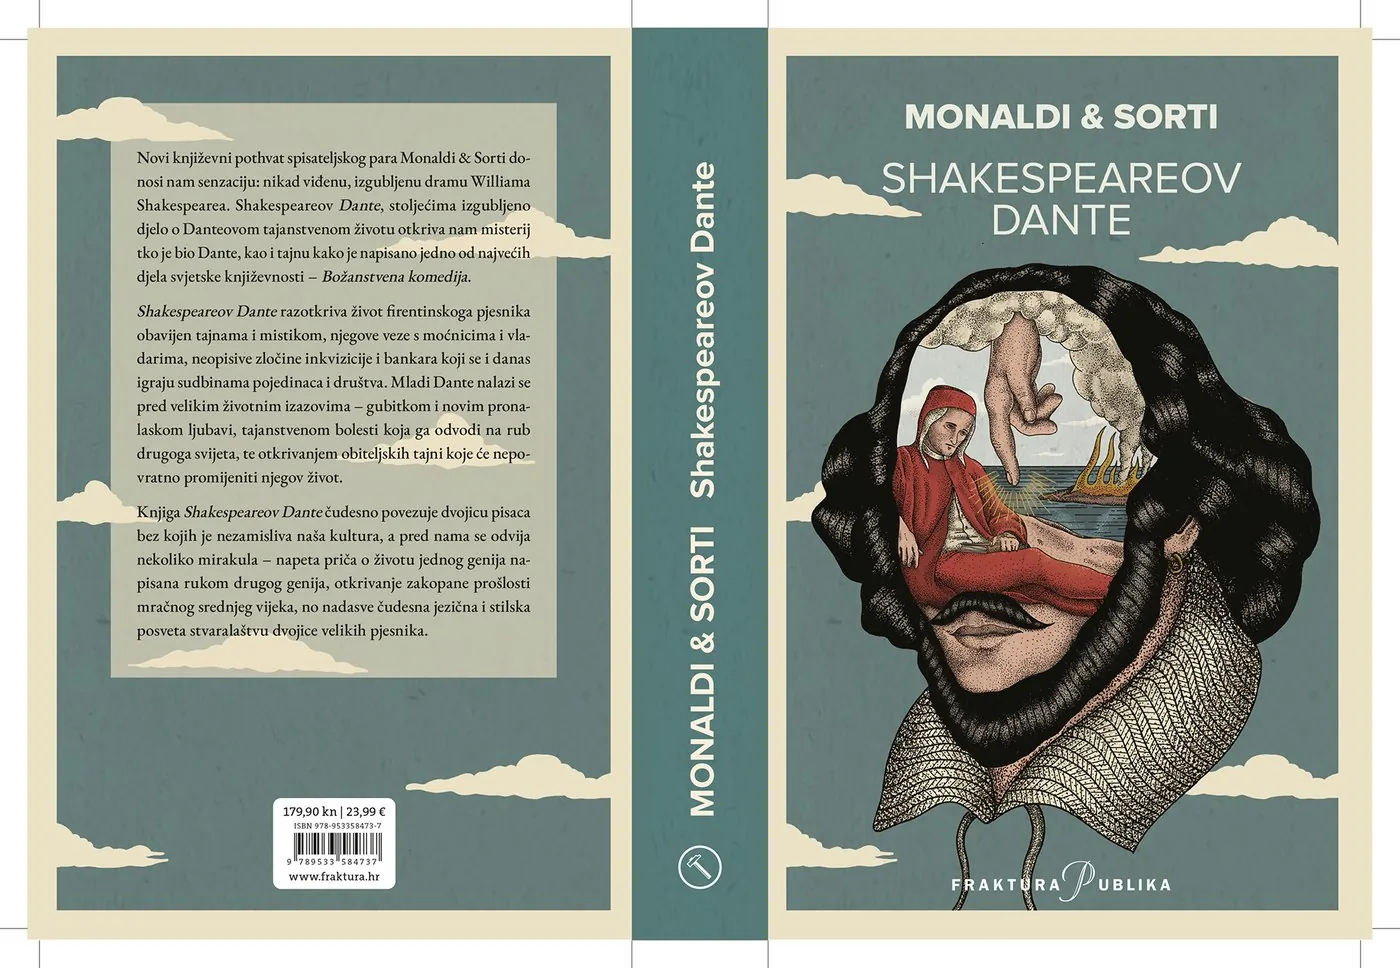 Novi književni pothvat spisateljskog para Monaldi & Sorti do-
nosi nam senzaciju: nikad viđenu, izgubljenu dramu Williama
Shakespearea. Shakespeareov Dante, stoljećima izgubljeno
djelo o Danteovom tajanstvenom životu otkriva nam misterij
tko je bio Dante, kao i tajnu kako je napisano jedno od najvećih
djela svjetske književnosti – Božanstvena komedija.
Shakespeareov Dante razotkriva život firentinskoga pjesnika
obavijen tajnama i mistikom, njegove veze s moćnicima i vla-
darima, neopisive zločine inkvizicije i bankara koji se i danas
igraju sudbinama pojedinaca i društva. Mladi Dante nalazi se
pred velikim životnim izazovima – gubitkom i novim prona-
laskom ljubavi, tajanstvenom bolesti koja ga odvodi na rub
drugoga svijeta, te otkrivanjem obiteljskih tajni koje će nepo-
vratno promijeniti njegov život.
Knjiga Shakespeareov Dante čudesno povezuje dvojicu pisaca
bez kojih je nezamisliva naša kultura, a pred nama se odvija
nekoliko mirakula – napeta priča o životu jednog genija na-
pisana rukom drugog genija, otkrivanje zakopane prošlosti
mračnog srednjeg vijeka, no nadasve čudesna jezična i stilska
posveta stvaralaštvu dvojice velikih pjesnika.
179,90 kn | 23,99 €
ISBN 978-953358473-7
9 789533 584737
www.fraktura.hr
MONALDI & SORTI Shakespeareov Dante
MONALDI & SORTI
SHAKESPEAREOV
DANTE
FRAKTURA PUBLIKA